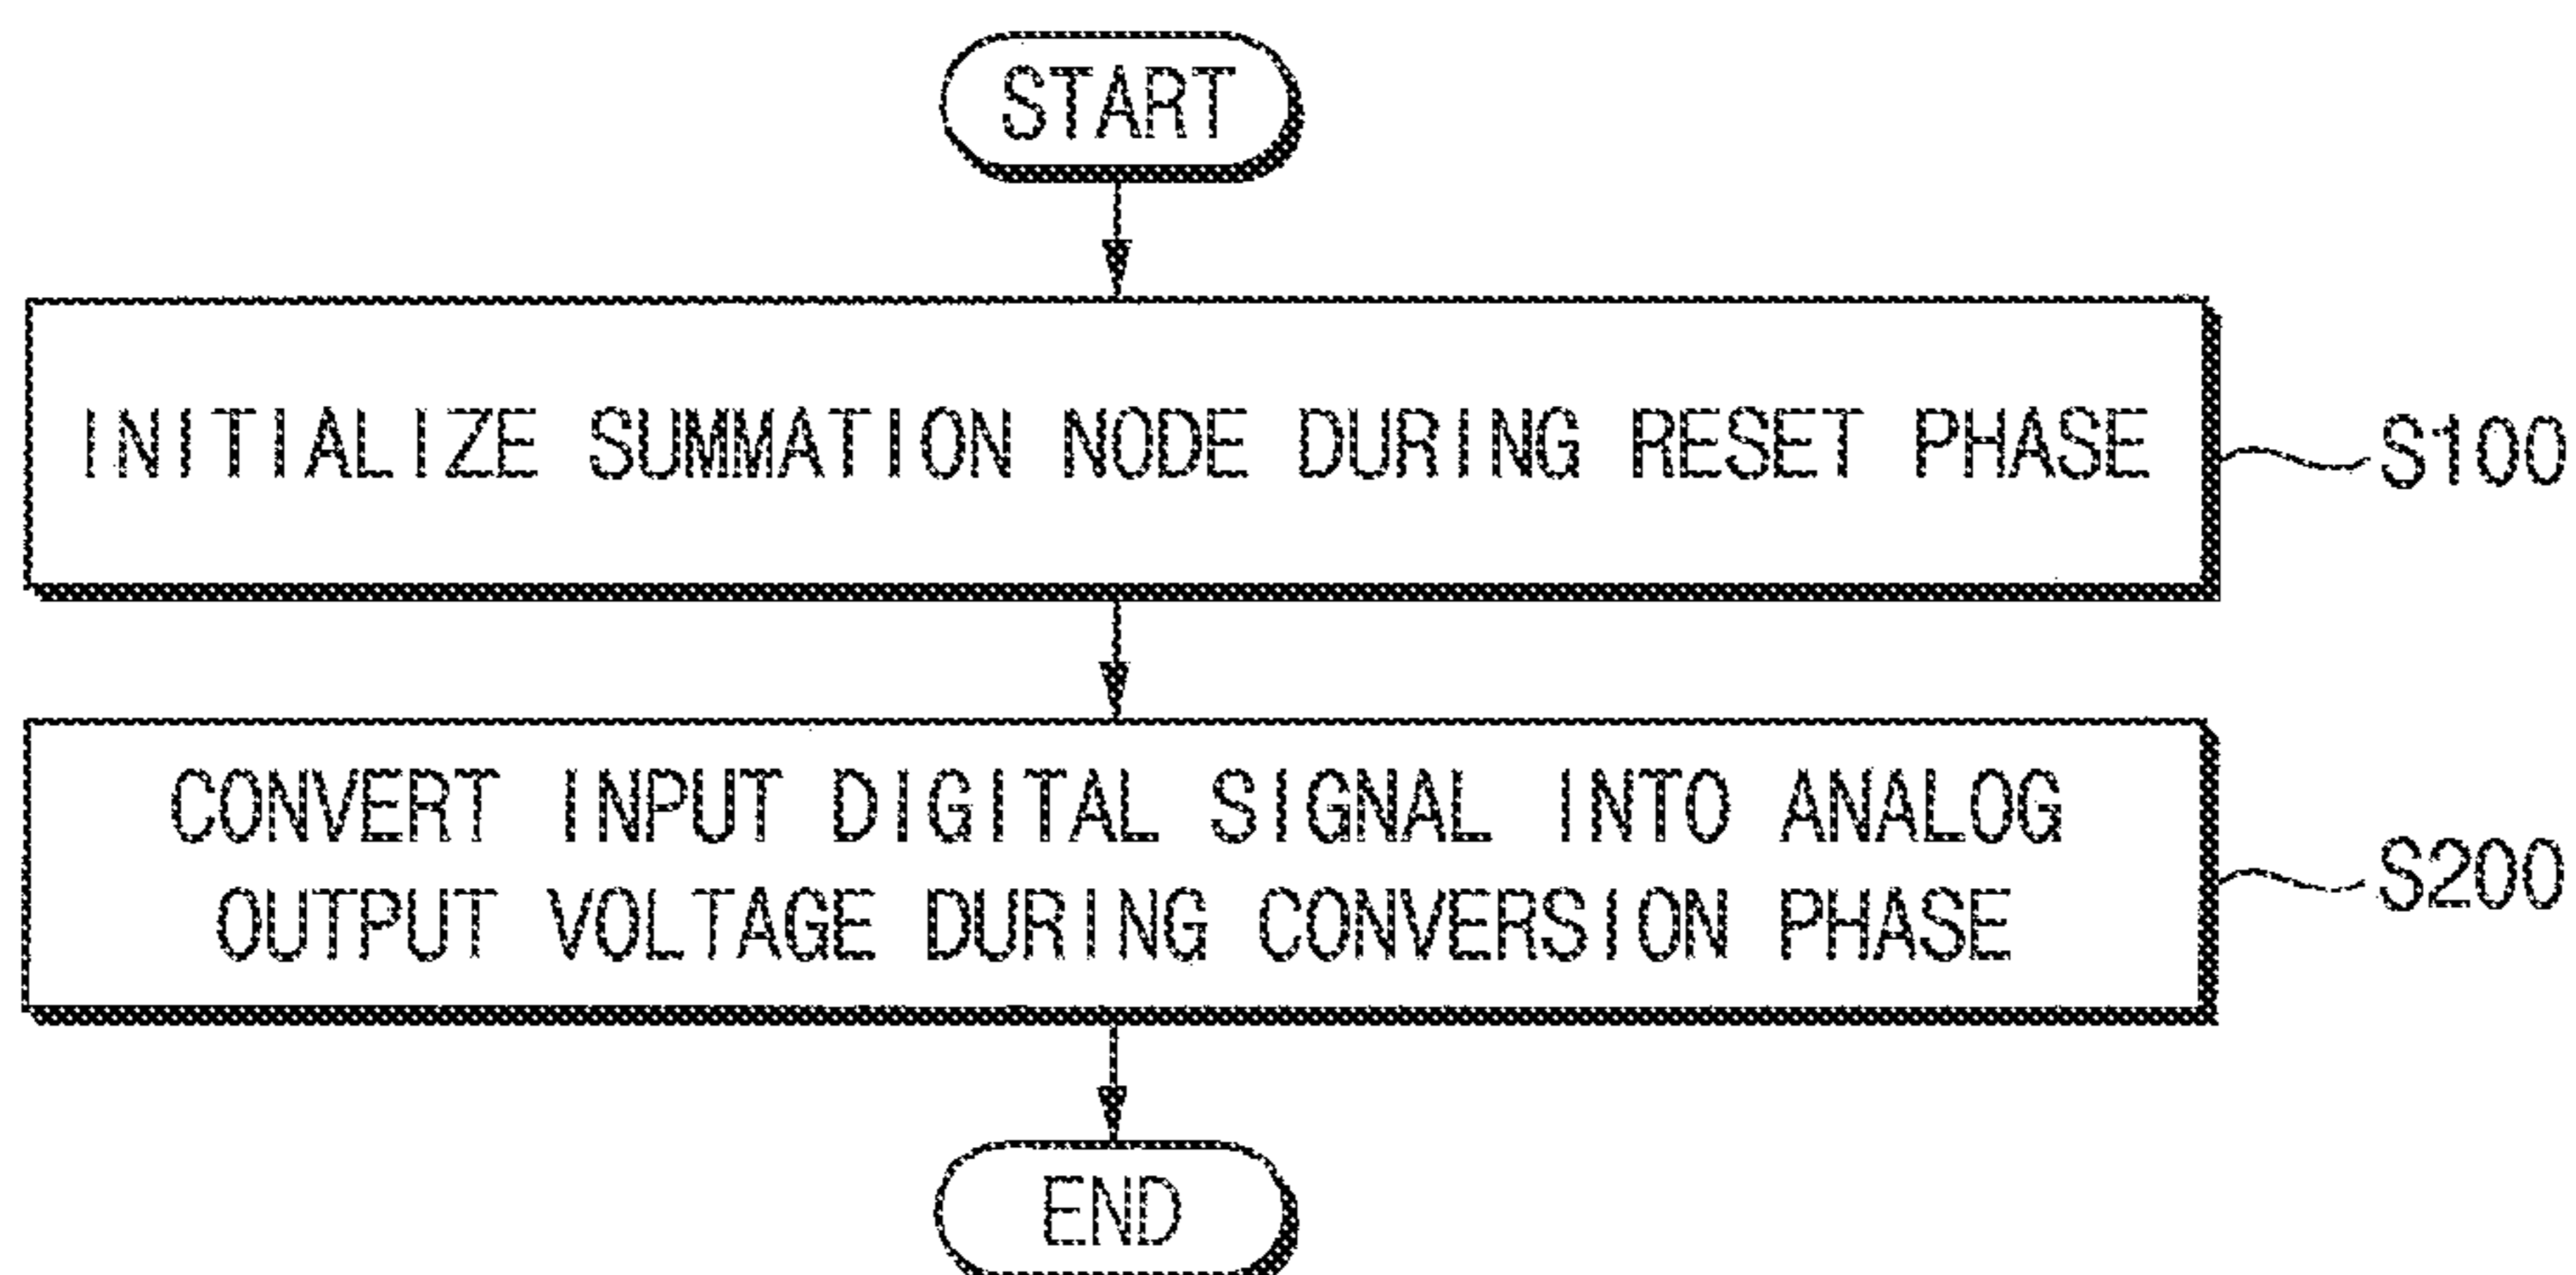 START
INITIALIZE SUMMATION NODE DURING RESET PHASE
S100
CONVERT INPUT DIGITAL SIGNAL INTO ANALOG
OUTPUT VOLTAGE DURING CONVERSION PHASE
S200
END